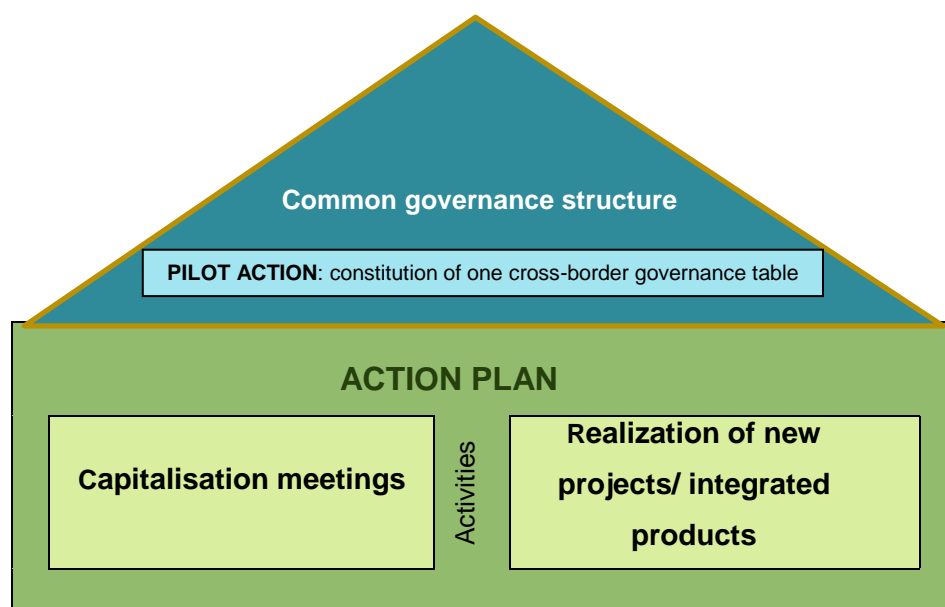 Common governance structure
PILOT ACTION: constitution of one cross-border governance table
ACTION PLAN
Capitalisation meetings
Activities
Realization of new
projects/ integrated
products